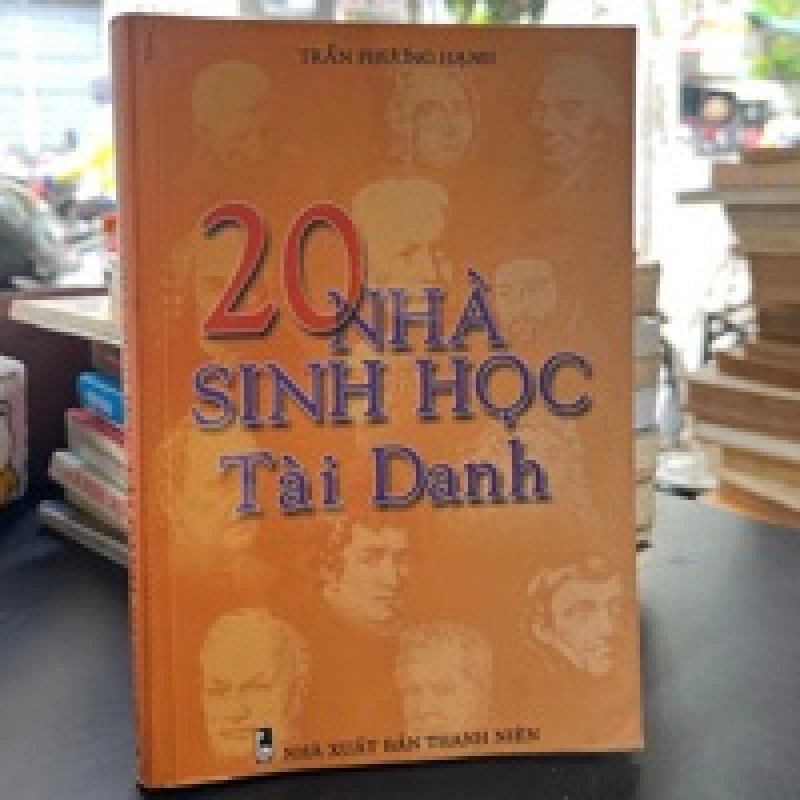 TRẦN PHƯƠNG HẠNH
20 NHÀ
SINH HỌC
Tài Danh
NHÀ XUẤT BẢN THANH NIÊN